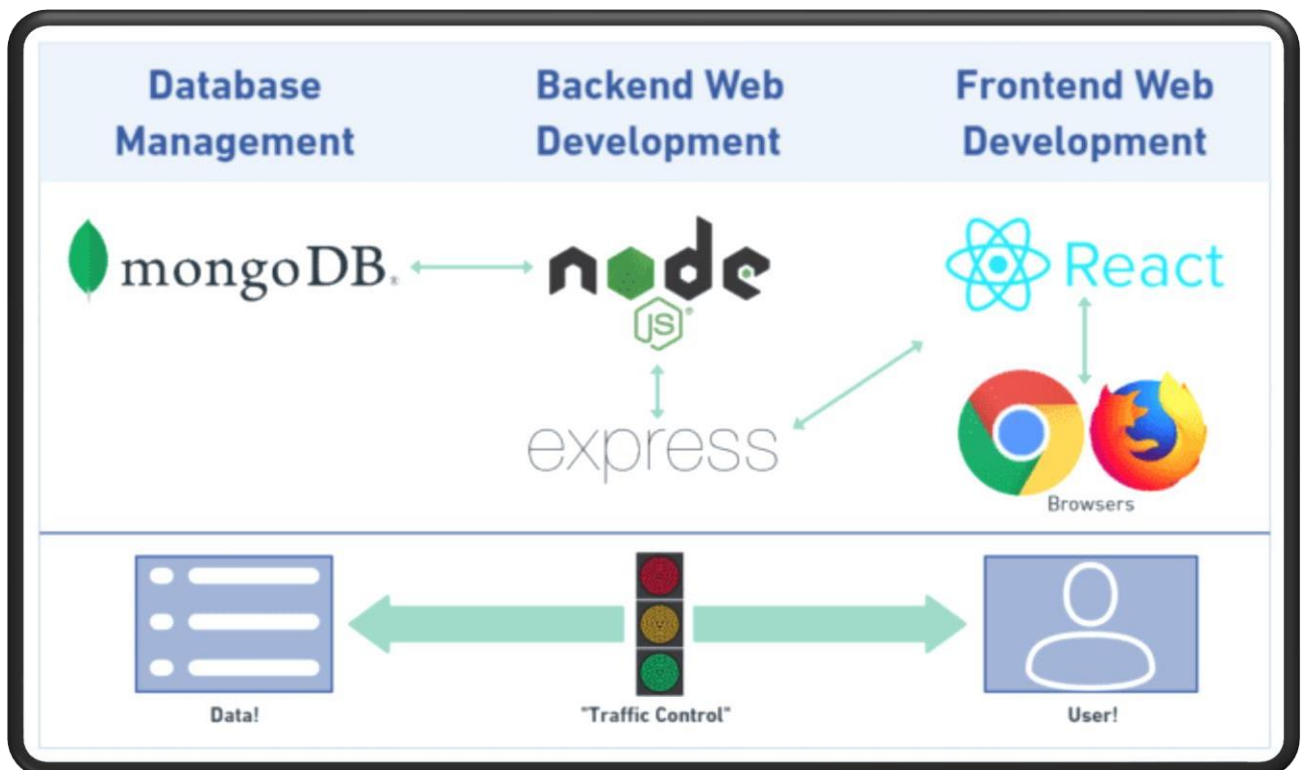 Database
Management
Backend Web
Development
Frontend Web
Development
mongoDB®
node
JS®
React
express
Browsers
Data!
"Traffic Control"
User!